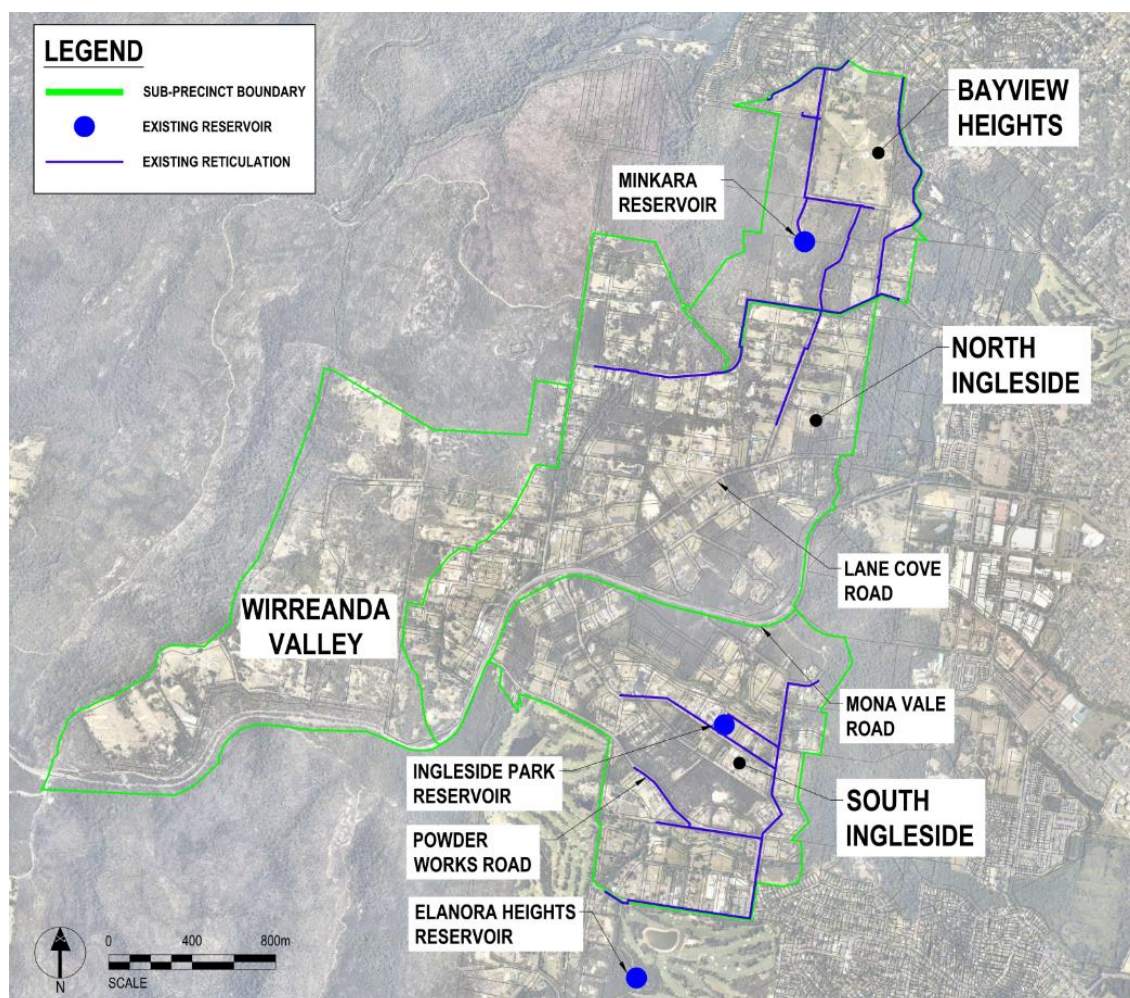 LEGEND
SUB-PRECINCT BOUNDARY
EXISTING RESERVOIR
EXISTING RETICULATION
BAYVIEW
HEIGHTS
MINKARA
RESERVOIR
NORTH
INGLESIDE
LANE COVE
ROAD
WIRREANDA
VALLEY
MONA VALE
ROAD
INGLESIDE PARK
RESERVOIR
SOUTH
INGLESIDE
POWDER
WORKS ROAD
ELANORA HEIGHTS
RESERVOIR
N
0 400 800m
SCALE